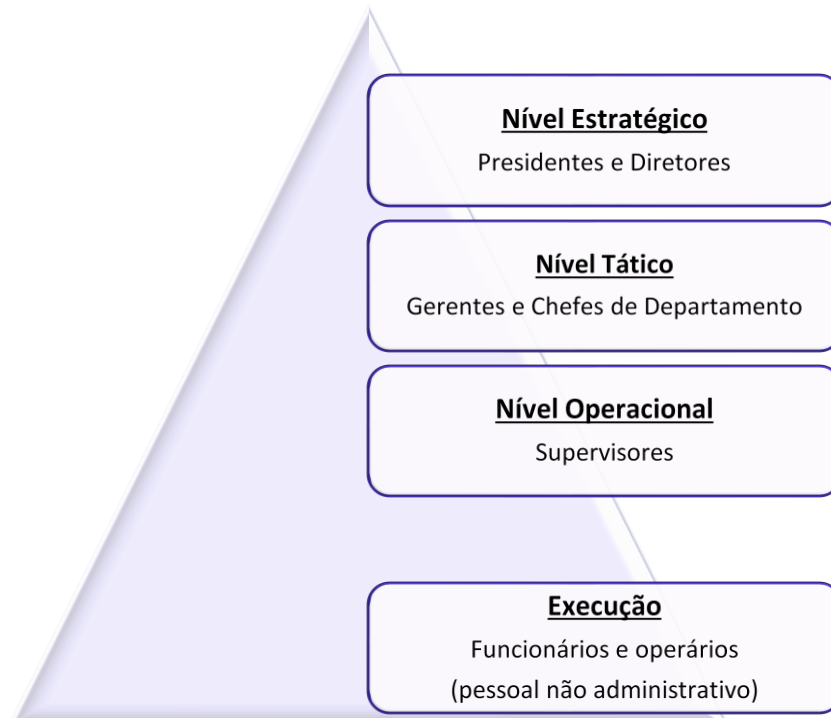 Nível Estratégico
Presidentes e Diretores
Nível Tático
Gerentes e Chefes de Departamento
Nível Operacional
Supervisores
Execução
Funcionários e operários
(pessoal não administrativo)